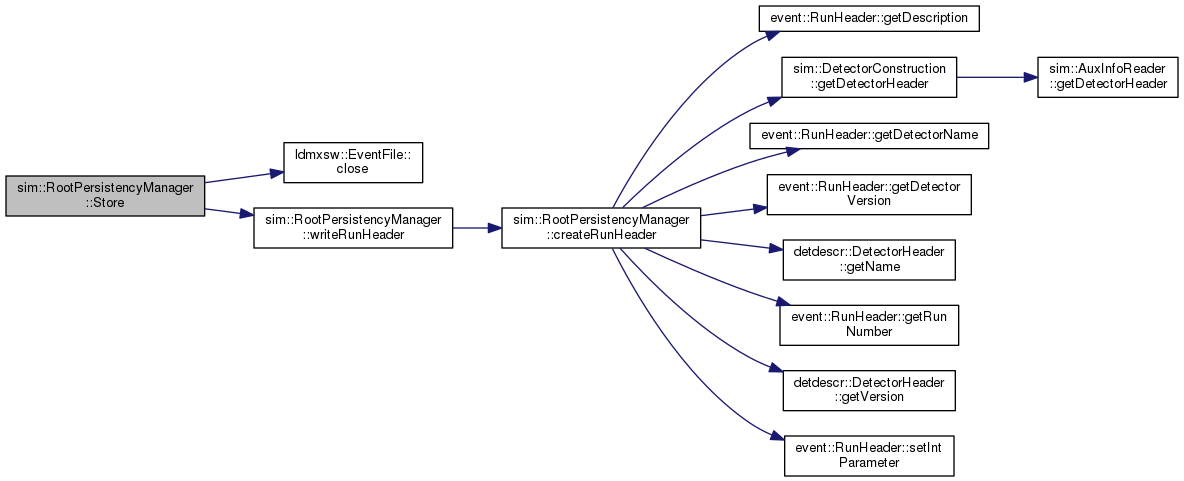 sim::RootPersistencyManager
::Store
ldmxsw::EventFile::
close
sim::RootPersistencyManager
::writeRunHeader
sim::RootPersistencyManager
::createRunHeader
event::RunHeader::getDescription
sim::DetectorConstruction
::getDetectorHeader
sim::AuxInfoReader
::getDetectorHeader
event::RunHeader::getDetectorName
event::RunHeader::getDetector
Version
detdescr::DetectorHeader
::getName
event::RunHeader::getRun
Number
detdescr::DetectorHeader
::getVersion
event::RunHeader::setInt
Parameter